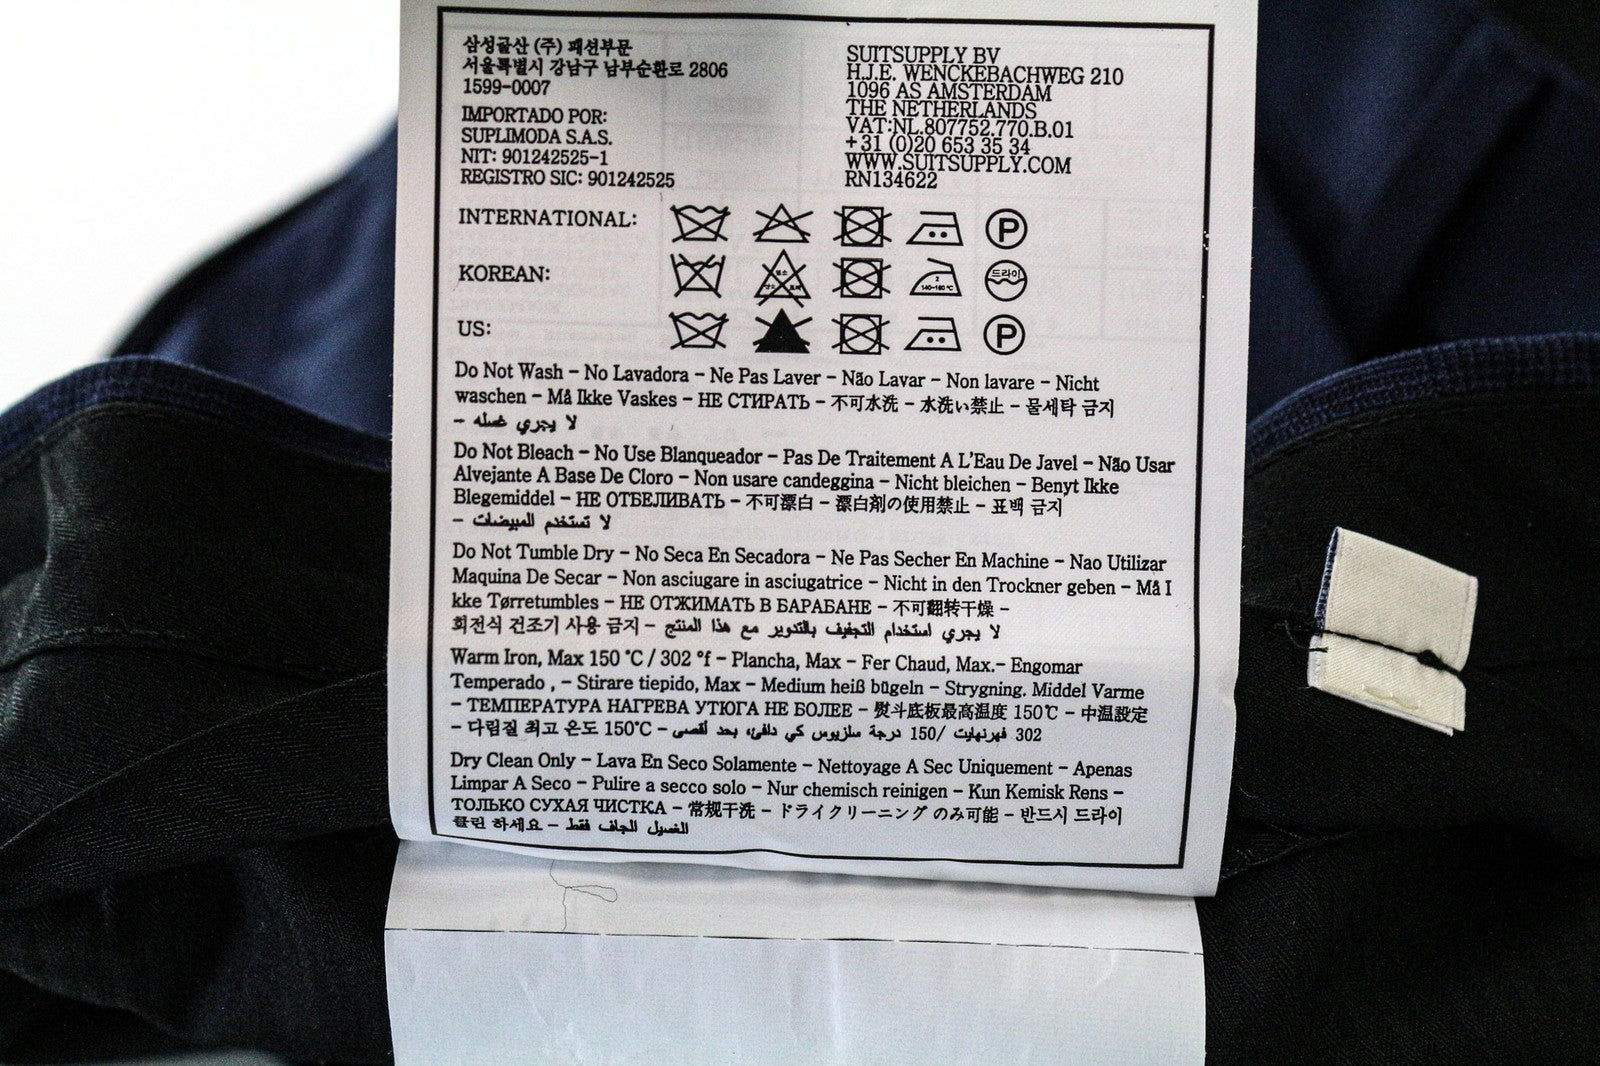 삼성물산 (주) 패션부문
서울특별시 강남구 남부순환로 2806
1599-0007
IMPORTADO POR:
SUPLIMODA S.A.S.
NIT: 901242525-1
REGISTRO SIC: 901242525
SUITSUPPLY BV
H.J.E. WENCKEBACHWEG 210
1096 AS AMSTERDAM
THE NETHERLANDS
VAT:NL.807752.770.B.01
+31 (0)20 653 35 34
WWW.SUITSUPPLY.COM
RN134622
INTERNATIONAL: P
KOREAN: 드라이
2
140~160 ℃
US: P
Do Not Wash - No Lavadora - Ne Pas Laver - Não Lavar - Non lavare - Nicht
waschen - Må Ikke Vaskes - НЕ СТИРАТЬ - 不可水洗 - 水洗い禁止 - 물세탁 금지
- لا يجري غسله
Do Not Bleach - No Use Blanqueador - Pas De Traitement A L'Eau De Javel - Não Usar
Alvejante A Base De Cloro - Non usare candeggina - Nicht bleichen - Benyt Ikke
Blegemiddel - НЕ ОТБЕЛИВАТЬ - 不可漂白 - 漂白剤の使用禁止 - 표백 금지
- لا تستخدم المبيضات
Do Not Tumble Dry - No Seca En Secadora - Ne Pas Secher En Machine - Nao Utilizar
Maquina De Secar - Non asciugare in asciugatrice - Nicht in den Trockner geben - Må I
kke Tørretumbles - НЕ ОТЖИМАТЬ В БАРАБАНЕ - 不可翻转干燥 -
회전식 건조기 사용 금지 - لا يجري استخدام التجفيف بالتدوير مع هذا المنتج
Warm Iron, Max 150 °C / 302 °f - Plancha, Max - Fer Chaud, Max.- Engomar
Temperado , - Stirare tiepido, Max - Medium heiß bügeln - Strygning. Middel Varme
- ТЕМПЕРАТУРА НАГРЕВА УТЮГА НЕ БОЛЕЕ - 熨斗底板最高温度 150℃ - 中温設定
- 다림질 최고 온도 150℃ - 302 فهرنهايت /150 درجة سلزيوس كي دافئ، بحد أقصى
Dry Clean Only - Lava En Seco Solamente - Nettoyage A Sec Uniquement - Apenas
Limpar A Seco - Pulire a secco solo - Nur chemisch reinigen - Kun Kemisk Rens -
ТОЛЬКО СУХАЯ ЧИСТКА - 常规干洗 - ドライクリーニング のみ可能 - 반드시 드라이
클린 하세요 - الغسيل الجاف فقط